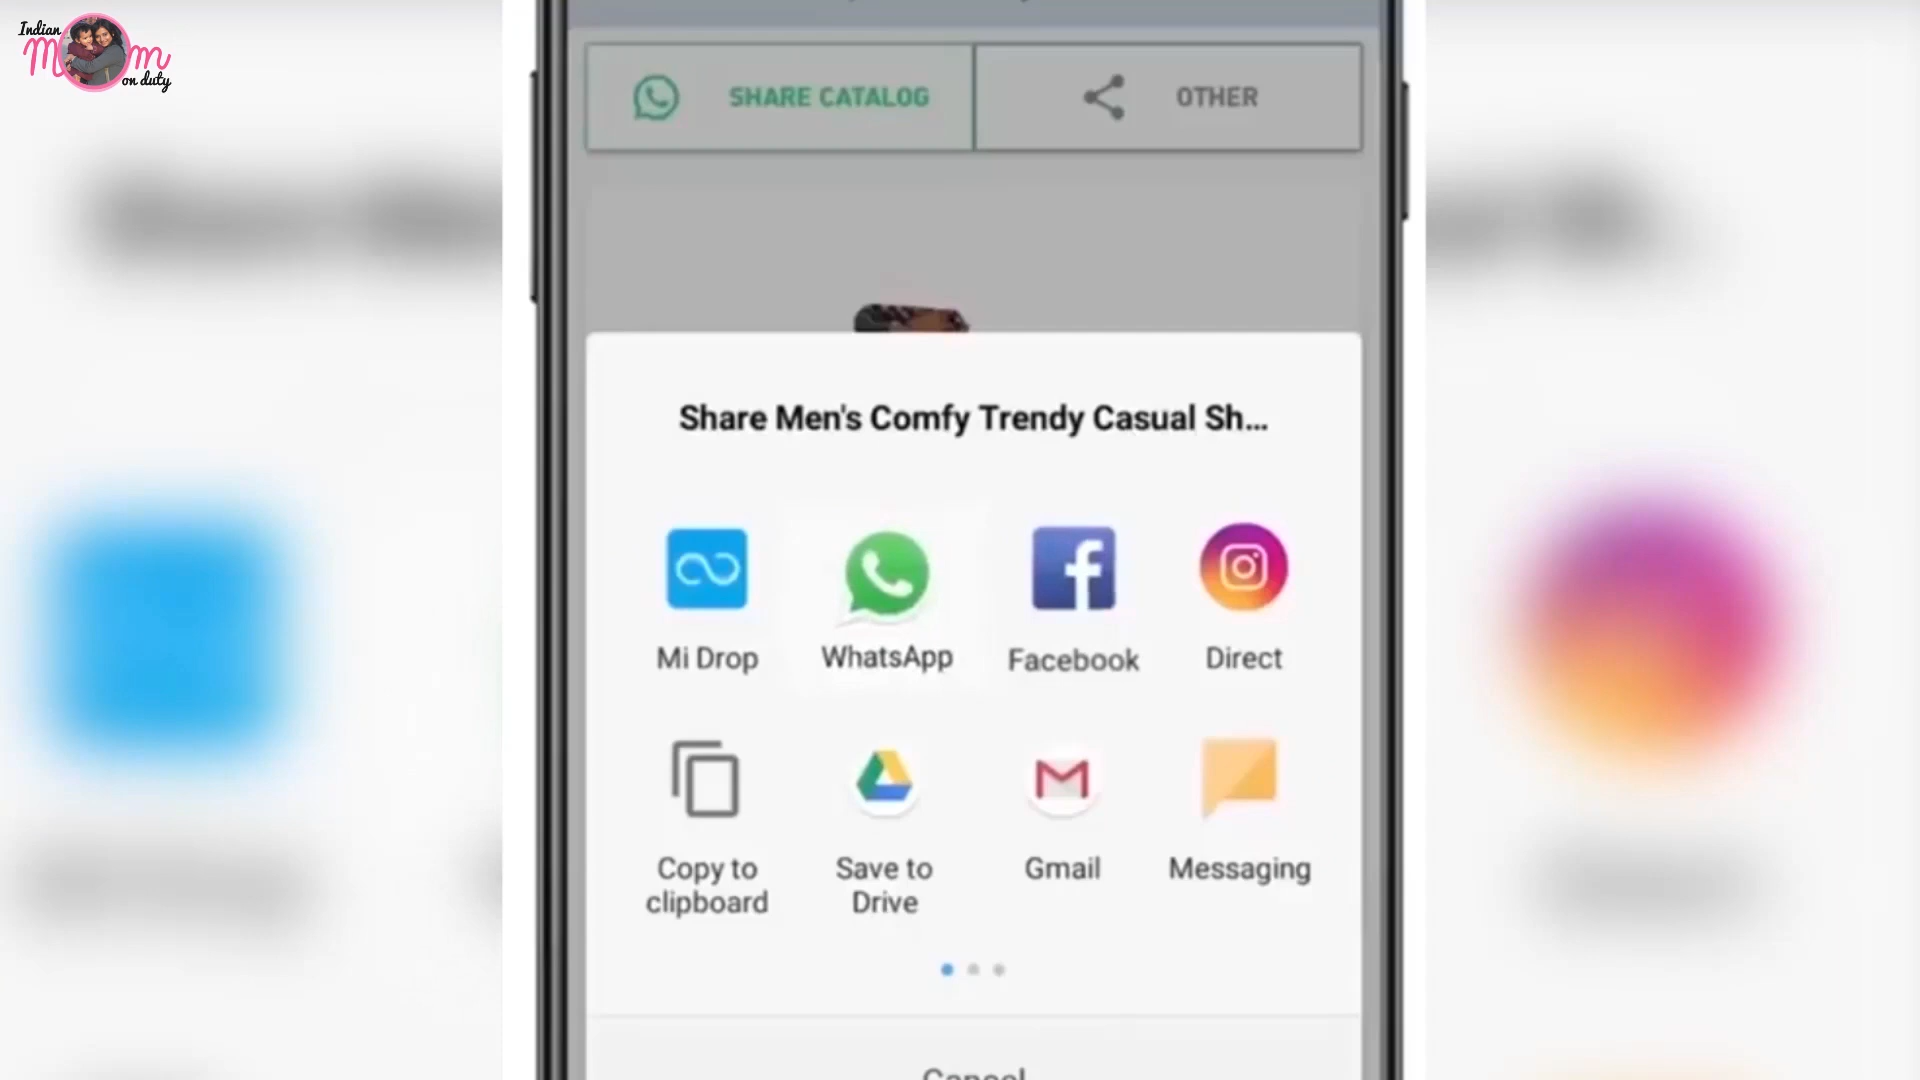 Indian
Mom
on duty
SHARE CATALOG
OTHER
Share Men's Comfy Trendy Casual Sh...
Mi Drop
WhatsApp
Facebook
Direct
Copy to
clipboard
Save to
Drive
Gmail
Messaging
Cancel